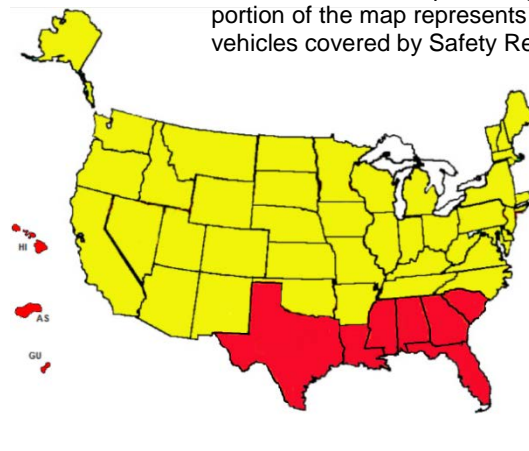 portion of the map represents
vehicles covered by Safety Re
HI
AS
GU